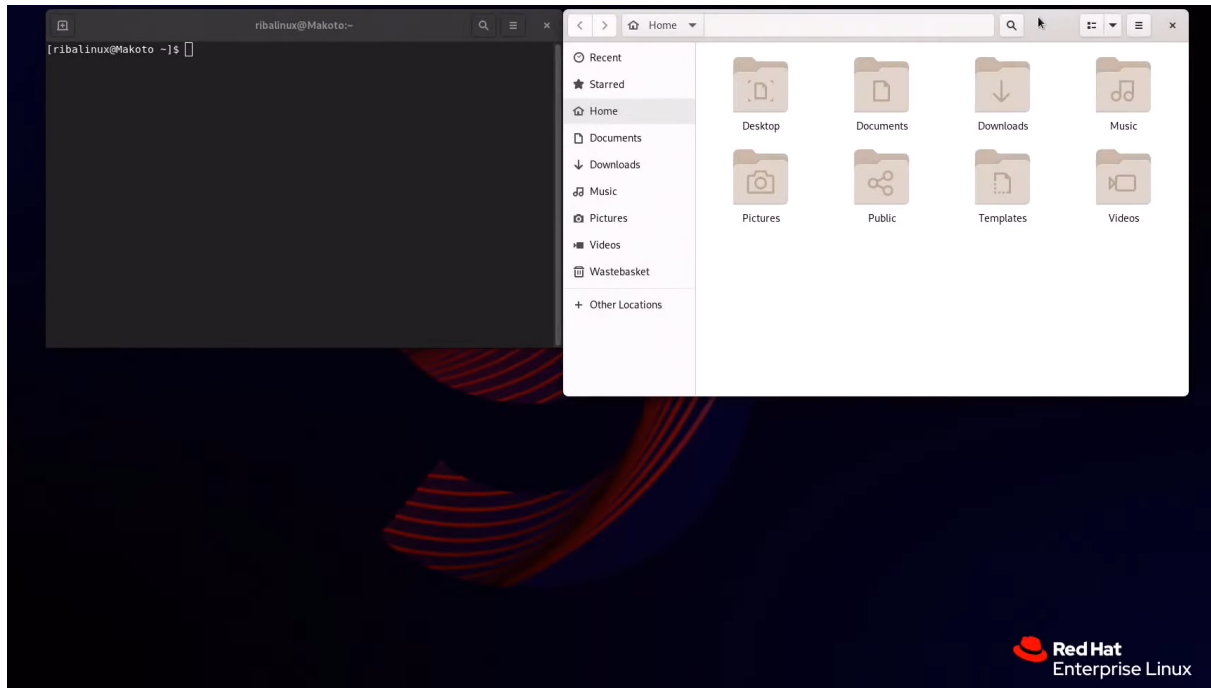 ribalinux@Makoto:~
[ribalinux@Makoto ~]$
Home
Recent
Starred
Home
Documents
Downloads
Music
Pictures
Videos
Wastebasket
+ Other Locations
Desktop
Documents
Downloads
Music
Pictures
Public
Templates
Videos
Red Hat
Enterprise Linux